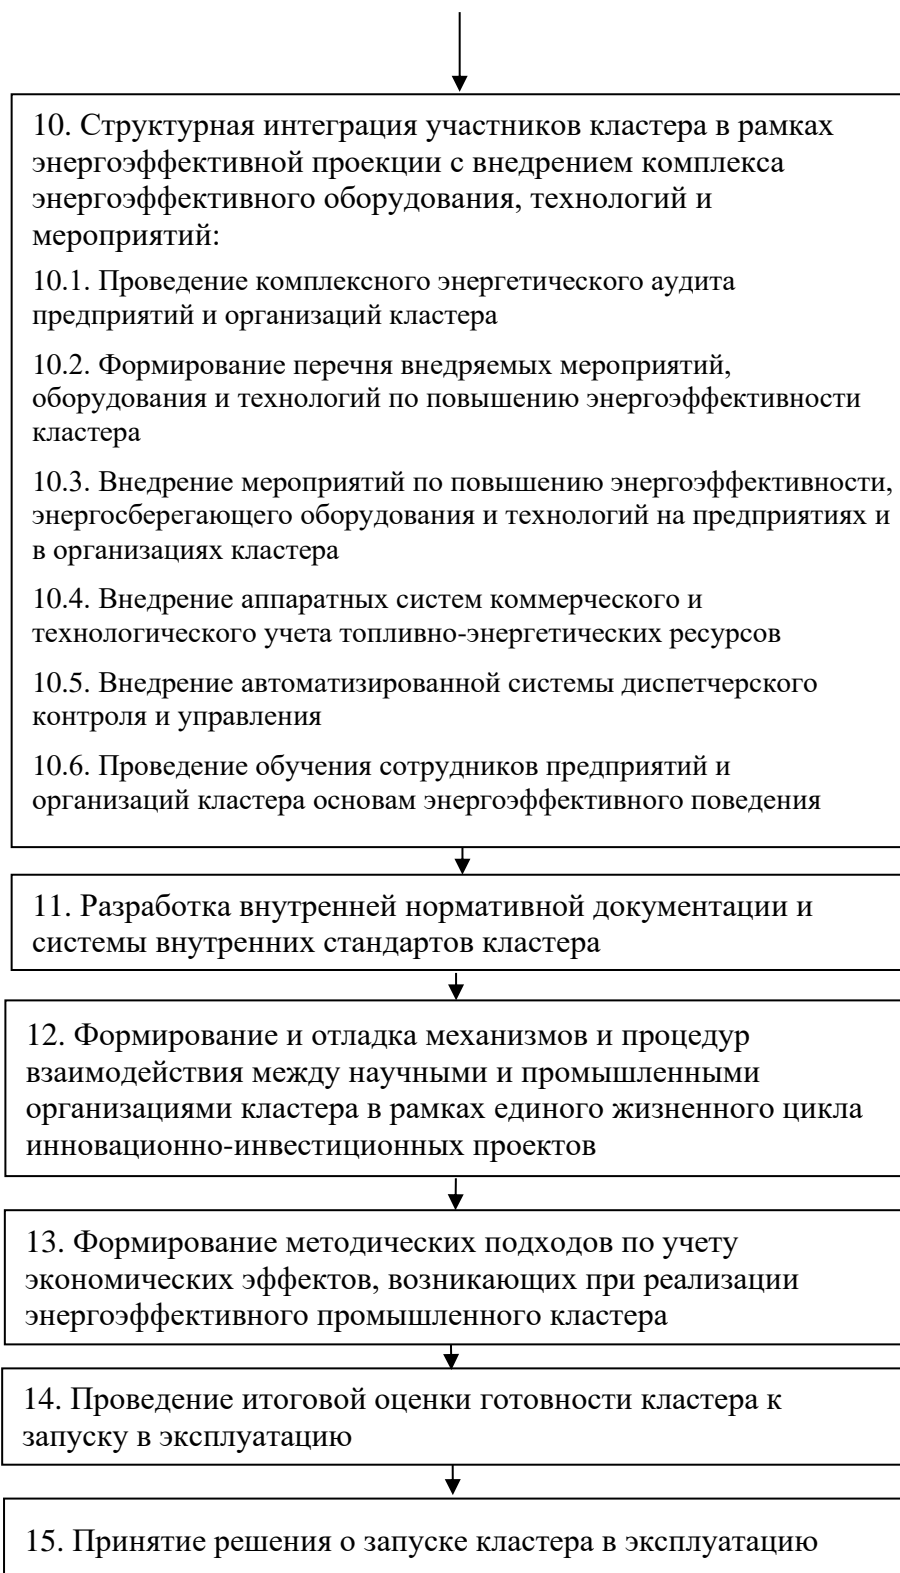 10. Структурная интеграция участников кластера в рамках
энергоэффективной проекции с внедрением комплекса
энергоэффективного оборудования, технологий и
мероприятий:
10.1. Проведение комплексного энергетического аудита
предприятий и организаций кластера
10.2. Формирование перечня внедряемых мероприятий,
оборудования и технологий по повышению энергоэффективности
кластера
10.3. Внедрение мероприятий по повышению энергоэффективности,
энергосберегающего оборудования и технологий на предприятиях и
в организациях кластера
10.4. Внедрение аппаратных систем коммерческого и
технологического учета топливно-энергетических ресурсов
10.5. Внедрение автоматизированной системы диспетчерского
контроля и управления
10.6. Проведение обучения сотрудников предприятий и
организаций кластера основам энергоэффективного поведения
11. Разработка внутренней нормативной документации и
системы внутренних стандартов кластера
12. Формирование и отладка механизмов и процедур
взаимодействия между научными и промышленными
организациями кластера в рамках единого жизненного цикла
инновационно-инвестиционных проектов
13. Формирование методических подходов по учету
экономических эффектов, возникающих при реализации
энергоэффективного промышленного кластера
14. Проведение итоговой оценки готовности кластера к
запуску в эксплуатацию
15. Принятие решения о запуске кластера в эксплуатацию